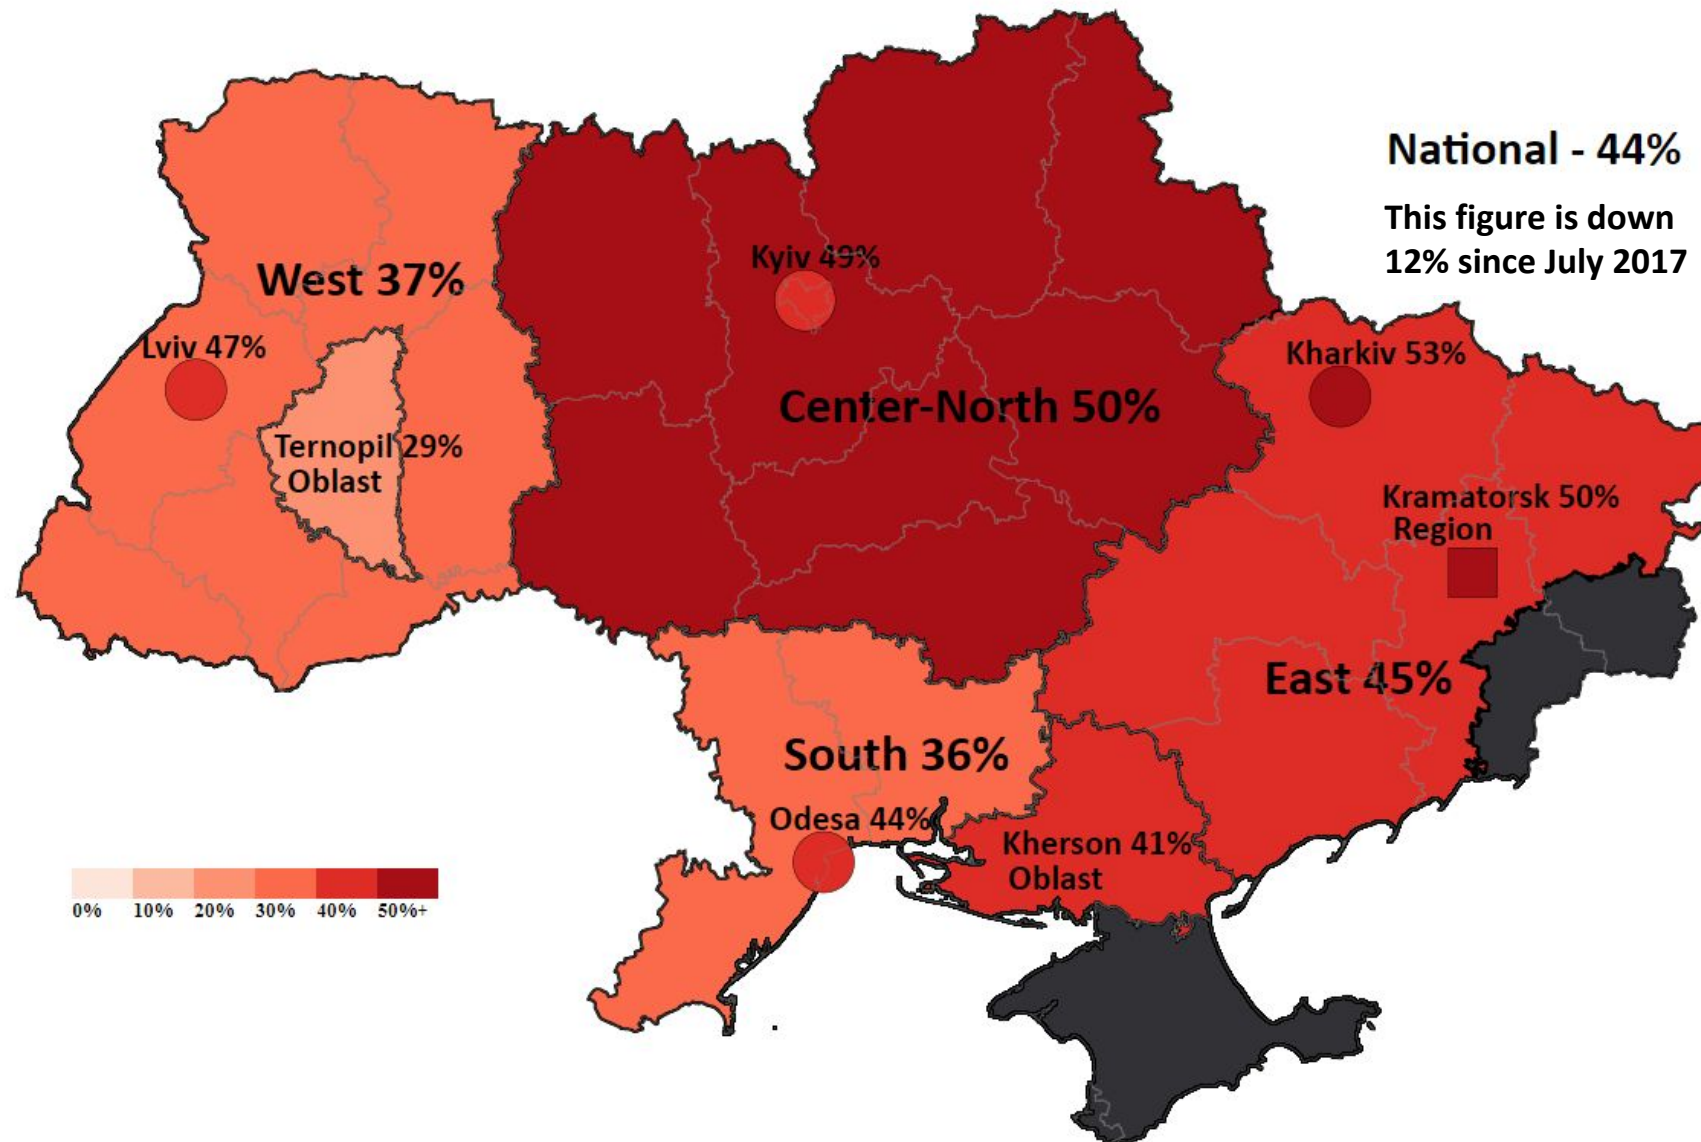 National - 44%
This figure is down
12% since July 2017
Kyiv 49%
West 37%
Lviv 47%
Kharkiv 53%
Center-North 50%
Ternopil 29%
Oblast
Kramatorsk 50%
Region
East 45%
South 36%
Odesa 44%
Kherson 41%
Oblast
0% 10% 20% 30% 40% 50%+